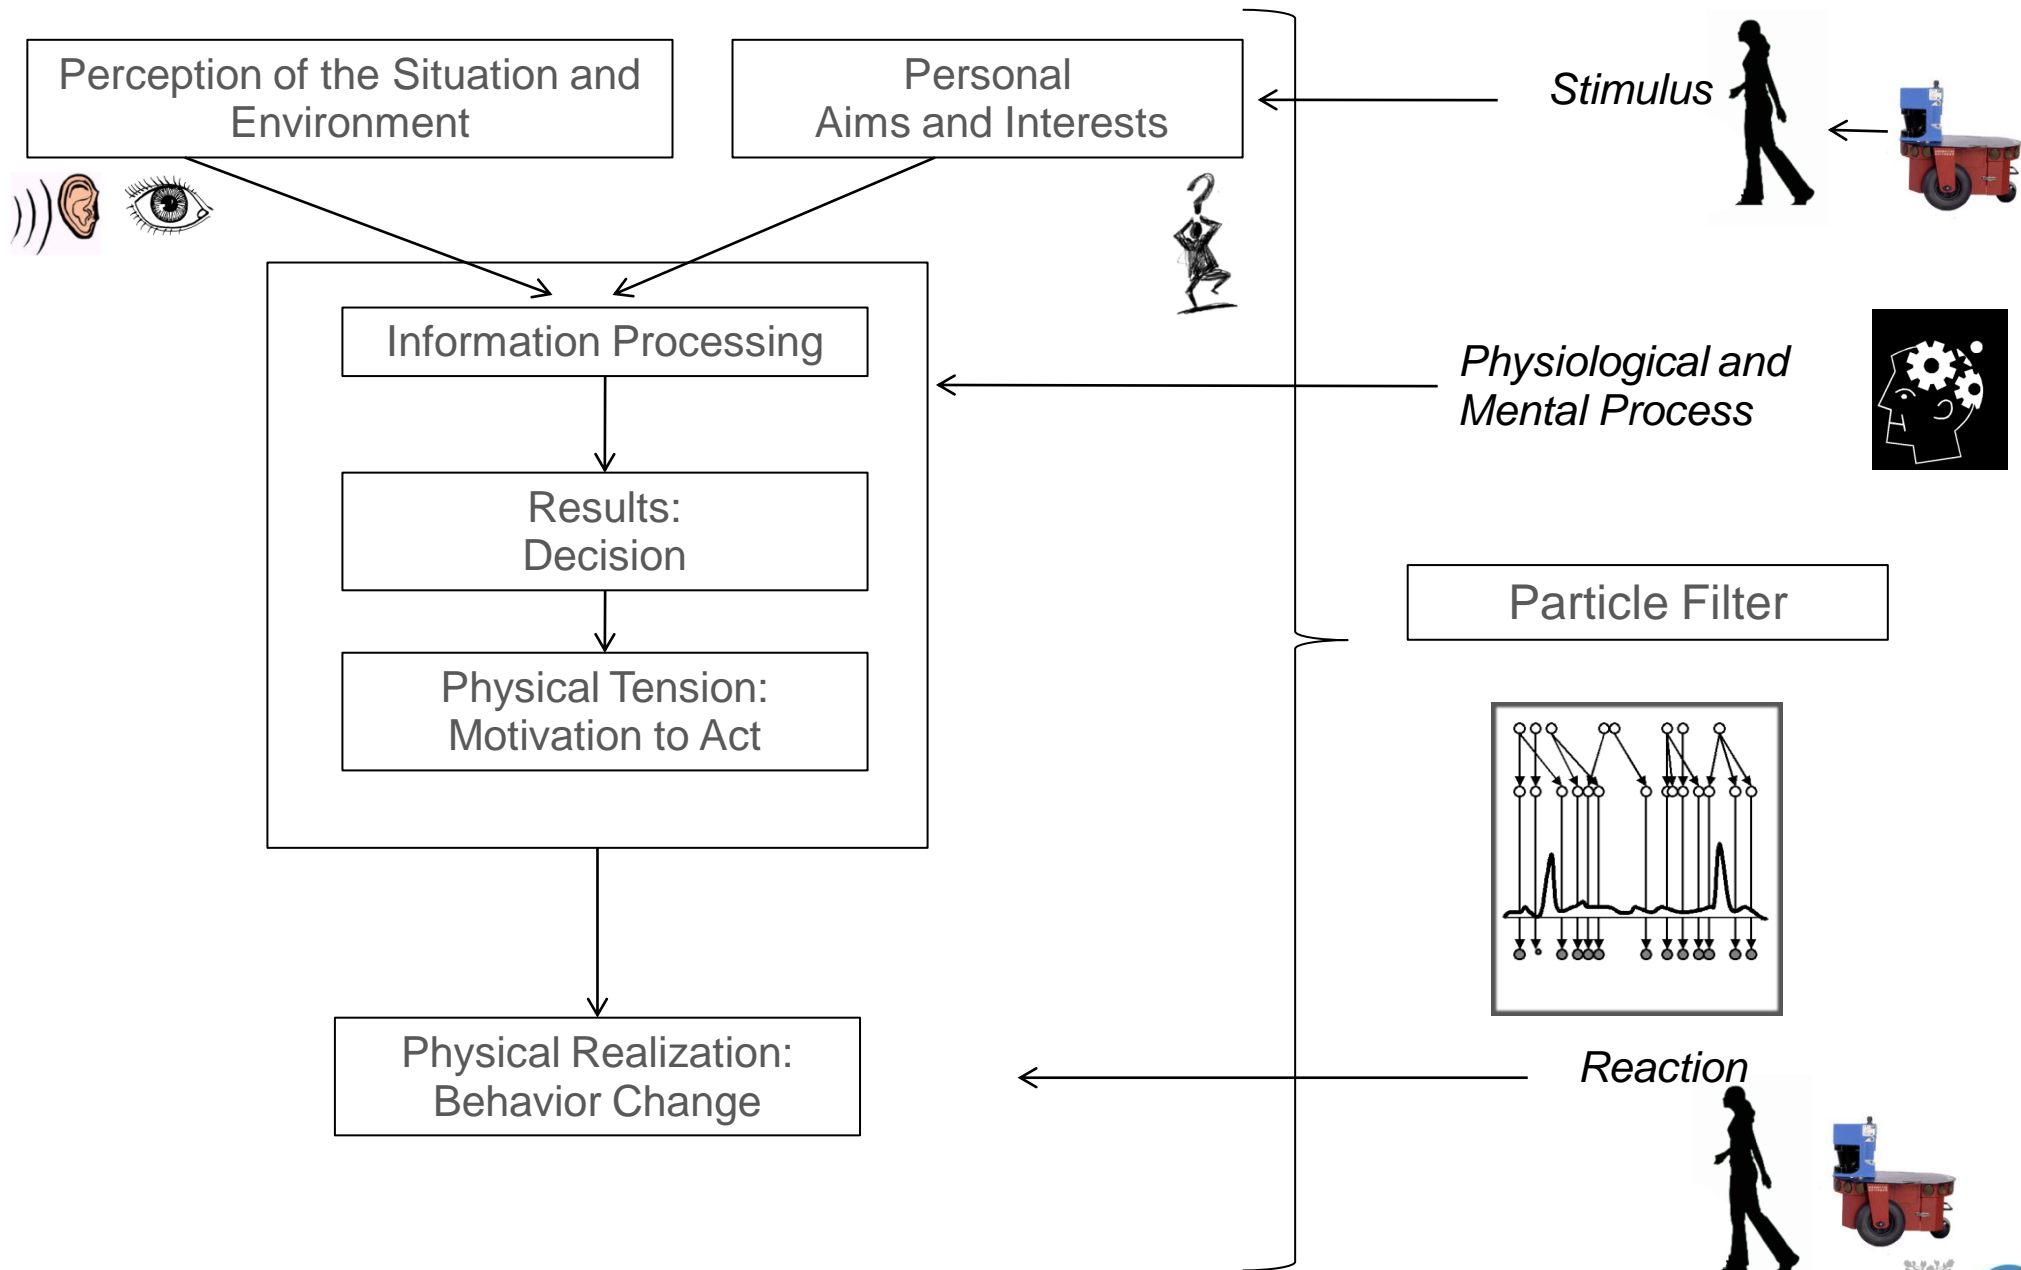 Perception of the Situation and
Environment
Personal
Aims and Interests
Stimulus
Information Processing
Physiological and
Mental Process
Results:
Decision
Particle Filter
Physical Tension:
Motivation to Act
Physical Realization:
Behavior Change
Reaction